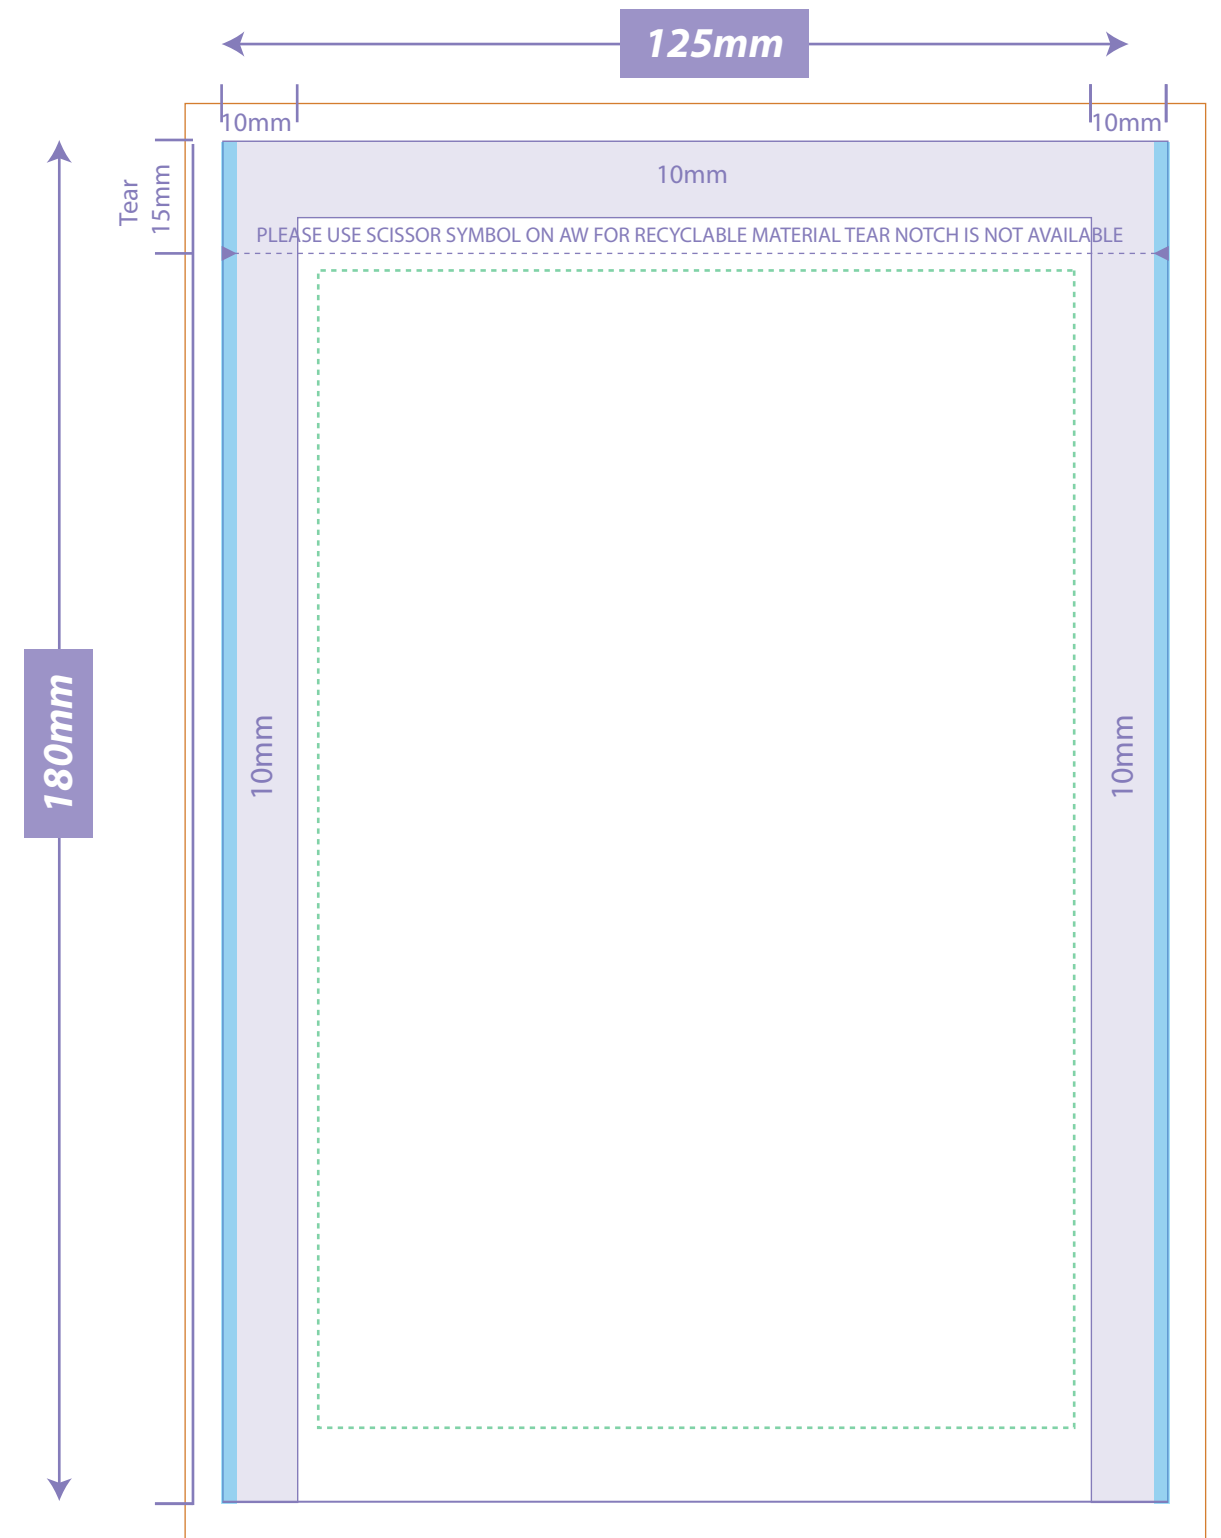 125mm
10mm
10mm
Tear
15mm
10mm
PLEASE USE SCISSOR SYMBOL ON AW FOR RECYCLABLE MATERIAL TEAR NOTCH IS NOT AVAILABLE
180mm
10mm
10mm